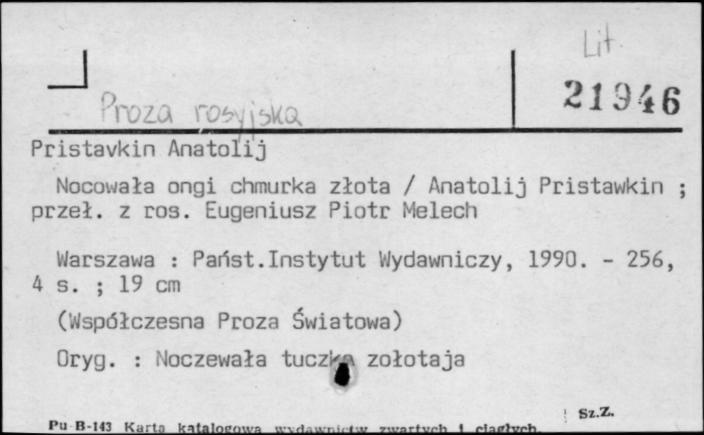 Lit
21946
Proza rosyjska
Pristavkin Anatolij
Nocowała ongi chmurka złota / Anatolij Pristawkin ;
przeł. z ros. Eugeniusz Piotr Melech
Warszawa : Państ.Instytut Wydawniczy, 1990. - 256,
4 s. ; 19 cm
(Współczesna Proza Światowa)
Oryg. : Noczewała tuczka zołotaja
Sz.Z.
Pu B-143 Karta katalogowa wydawnictw zwartych i ciągłych.